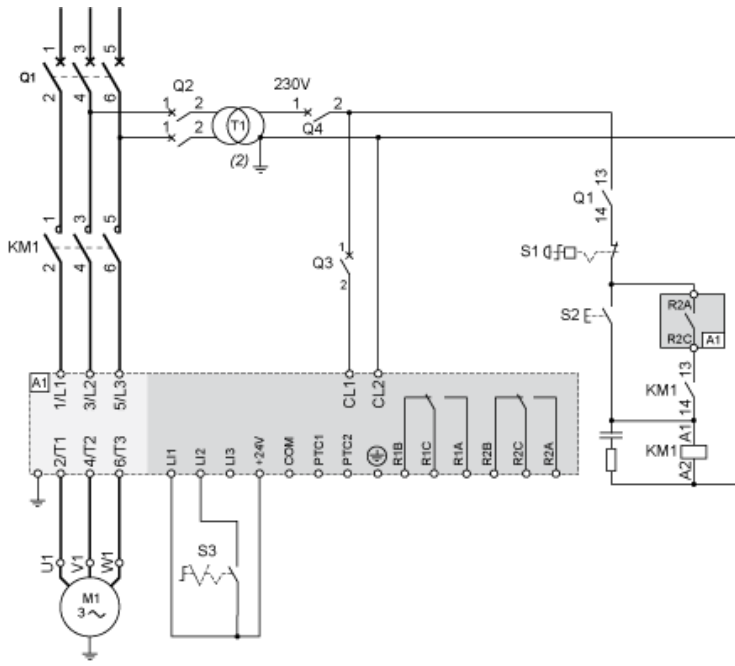 1 3 5
Q1
2 4 6
Q2
1 2
1 2
T1
(2)
230V
1 2
Q4
Q1 13
14
S1
1 3 5
KM1
2 4 6
1
Q3
2
S2
R2A
R2C
A1
13
KM1
14
A1
KM1
A2
A1
1/L1
3/L2
5/L3
CL1
CL2
2/T1
4/T2
6/T3
LI1
LI2
LI3
+24V
COM
PTC1
PTC2
R1B
R1C
R1A
R2B
R2C
R2A
S3
U1
V1
W1
M1
3